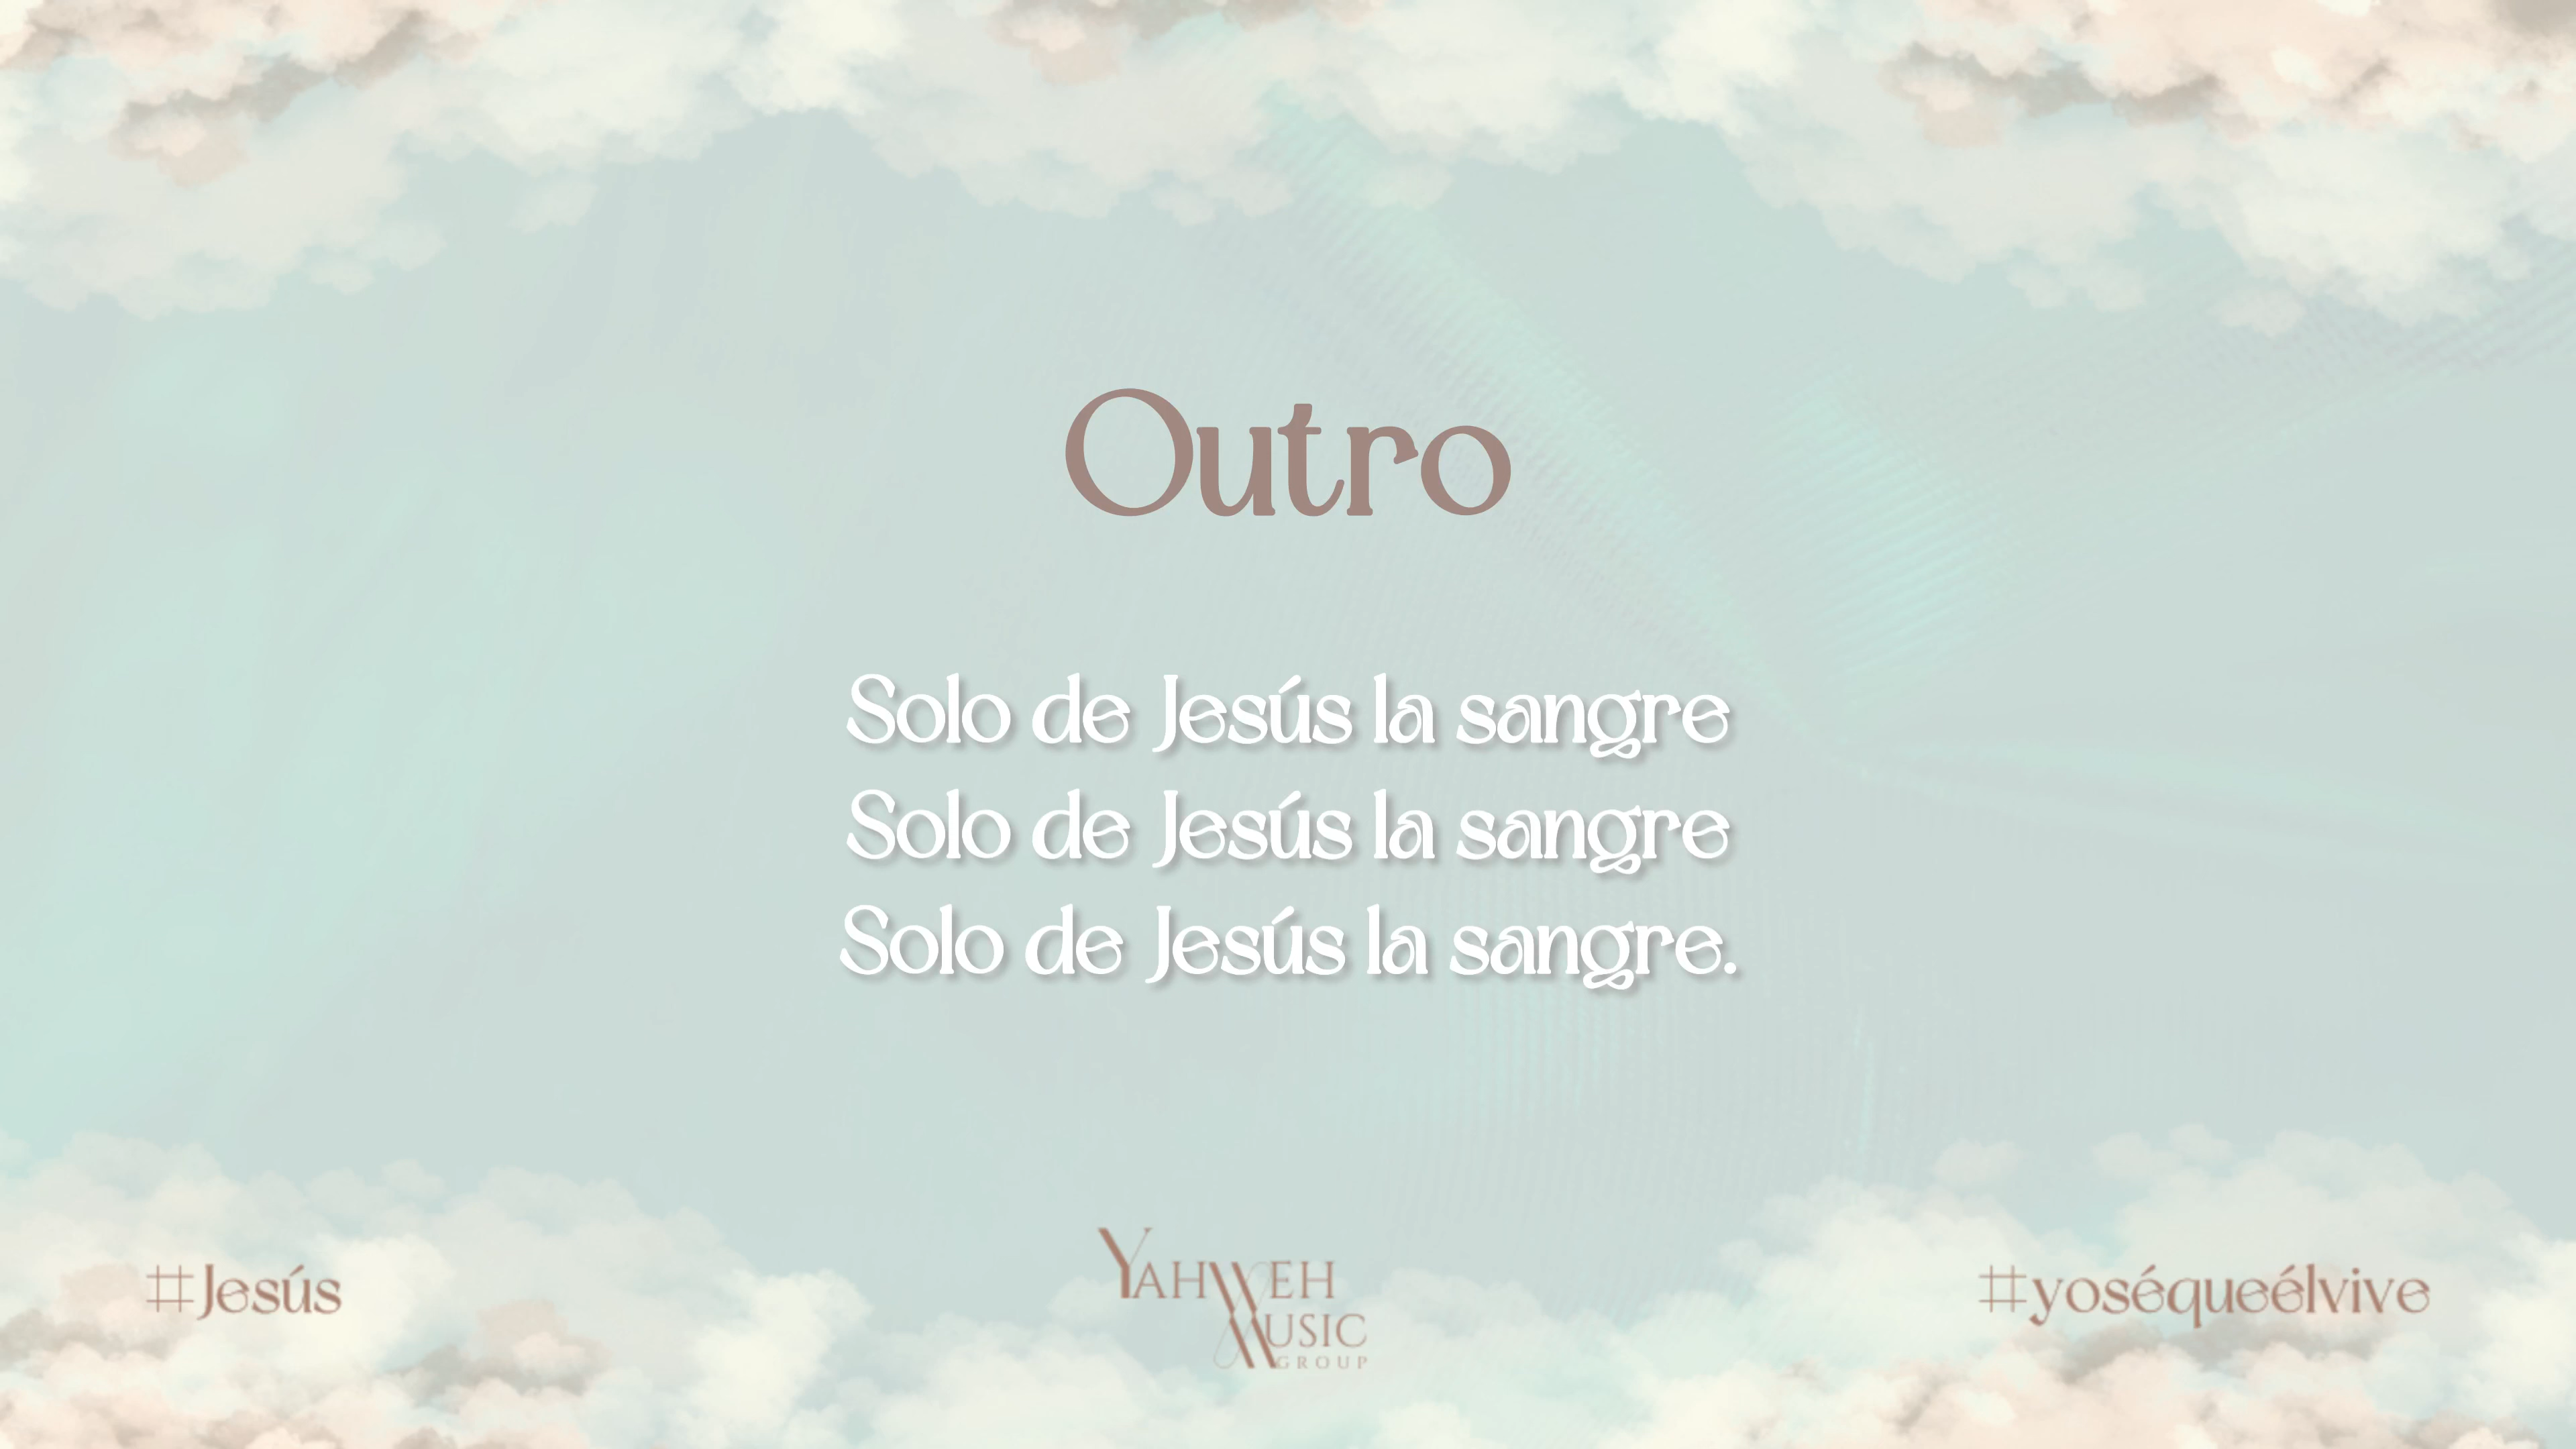 Outro
Solo de Jesús la sangre
Solo de Jesús la sangre
Solo de Jesús la sangre.
#Jesús
YAHWEH
MUSIC
GROUP
#yoséqueélvive